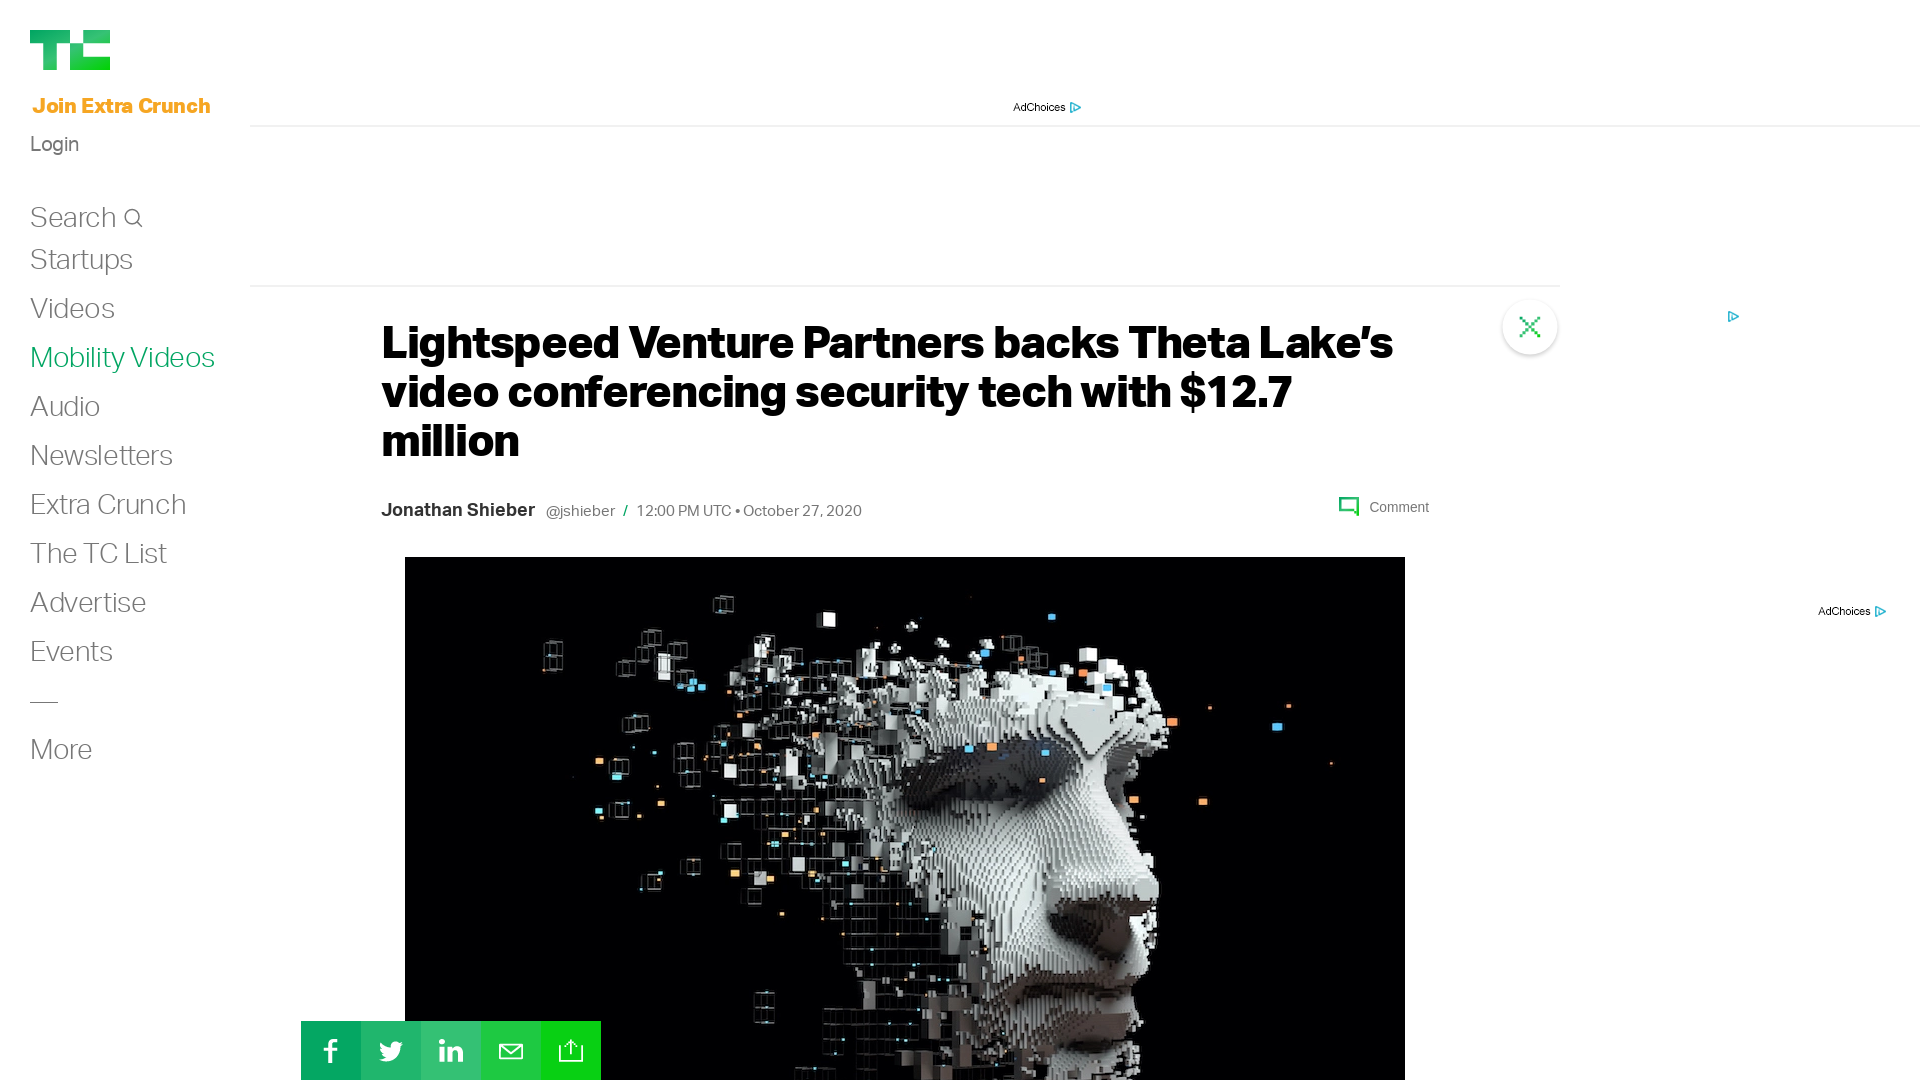 TC
Join Extra Crunch
Login
Search
Startups
Videos
Mobility Videos
Audio
Newsletters
Extra Crunch
The TC List
Advertise
Events
More
AdChoices
Lightspeed Venture Partners backs Theta Lake’s
video conferencing security tech with $12.7
million
Jonathan Shieber @jshieber / 12:00 PM UTC • October 27, 2020
Comment
AdChoices